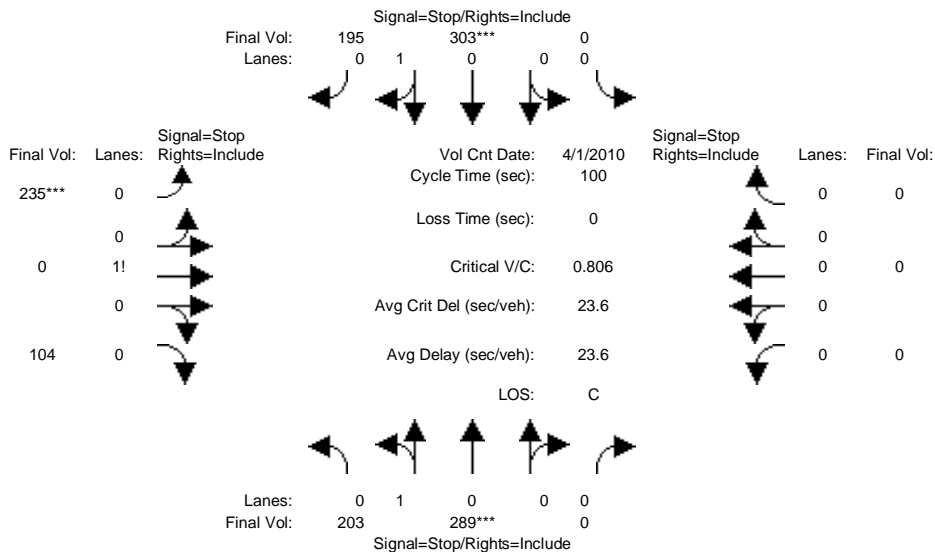 Signal=Stop/Rights=Include
Final Vol: 195 303*** 0
Lanes: 0 1 0 0 0
Signal=Stop Signal=Stop
Final Vol: Lanes: Rights=Include Vol Cnt Date: 4/1/2010 Rights=Include Lanes: Final Vol:
Cycle Time (sec): 100
235*** 0 0 0
Loss Time (sec): 0
0 0
0 1! Critical V/C: 0.806 0 0
0 Avg Crit Del (sec/veh): 23.6 0
104 0 Avg Delay (sec/veh): 23.6 0 0
LOS: C
Lanes: 0 1 0 0 0
Final Vol: 203 289*** 0
Signal=Stop/Rights=Include